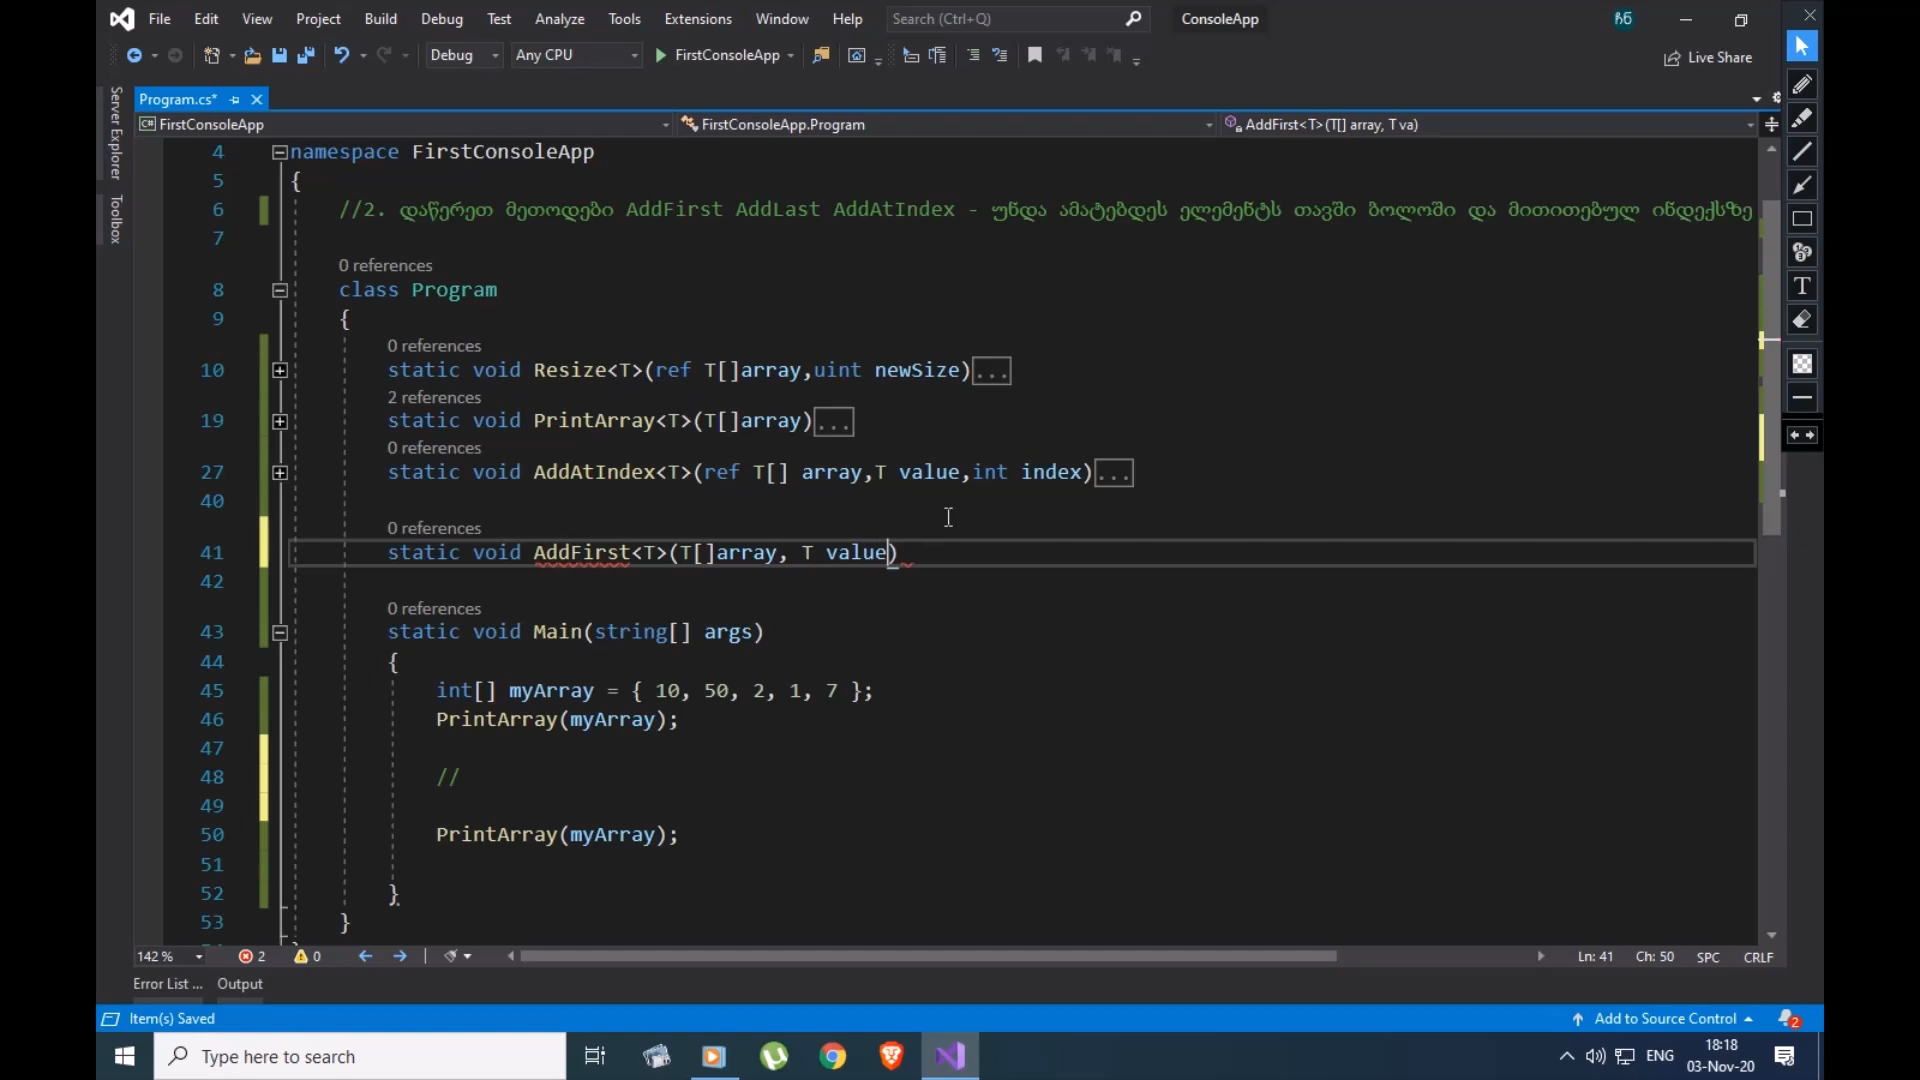 File Edit View Project Build Debug Test Analyze Tools Extensions Window Help Search (Ctrl+Q) ConsoleApp ჩნ
Debug Any CPU FirstConsoleApp Live Share
Server Explorer
Toolbox
Program.cs*
FirstConsoleApp FirstConsoleApp.Program AddFirst<T>(T[] array, T va)
4 namespace FirstConsoleApp
5 {
6 //2. დაწერეთ მეთოდები AddFirst AddLast AddAtIndex - უნდა ამატებდეს ელემენტს თავში ბოლოში და მითითებულ ინდექსზე
7
0 references
8 class Program
9 {
0 references
10 static void Resize<T>(ref T[]array,uint newSize)...
2 references
19 static void PrintArray<T>(T[]array)...
0 references
27 static void AddAtIndex<T>(ref T[] array,T value,int index)...
40
0 references
41 static void AddFirst<T>(T[]array, T value)
42
0 references
43 static void Main(string[] args)
44 {
45 int[] myArray = { 10, 50, 2, 1, 7 };
46 PrintArray(myArray);
47
48 //
49
50 PrintArray(myArray);
51
52 }
53 }
142 % 2 0 Ln: 41 Ch: 50 SPC CRLF
Error List ... Output
Item(s) Saved Add to Source Control 2
Type here to search ENG 18:18
03-Nov-20